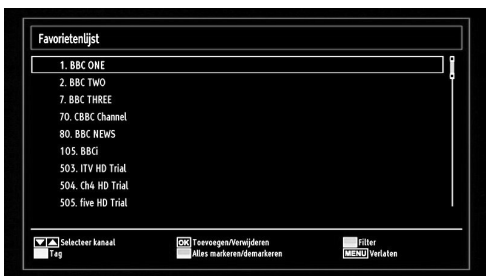 Favorietenlijst
1. BBC ONE
2. BBC TWO
7. BBC THREE
70. CBBC Channel
80. BBC NEWS
105. BBCi
503. ITV HD Trial
504. Ch4 HD Trial
505. five HD Trial
Selecteer kanaal OK Toevoegen/Verwijderen Filter
Tag Alles markeren/demarkeren MENU Verlaten